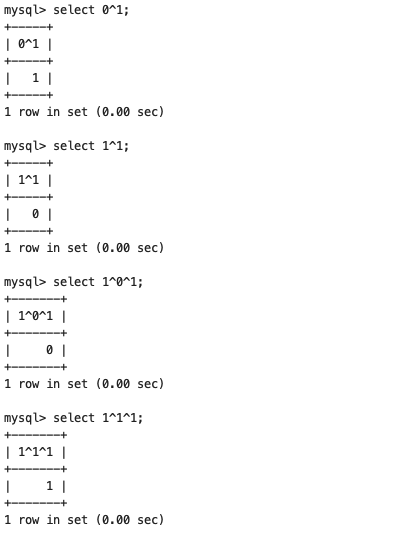 mysql> select 0^1;
+-----+
| 0^1 |
+-----+
|   1 |
+-----+
1 row in set (0.00 sec)

mysql> select 1^1;
+-----+
| 1^1 |
+-----+
|   0 |
+-----+
1 row in set (0.00 sec)

mysql> select 1^0^1;
+-------+
| 1^0^1 |
+-------+
|     0 |
+-------+
1 row in set (0.00 sec)

mysql> select 1^1^1;
+-------+
| 1^1^1 |
+-------+
|     1 |
+-------+
1 row in set (0.00 sec)